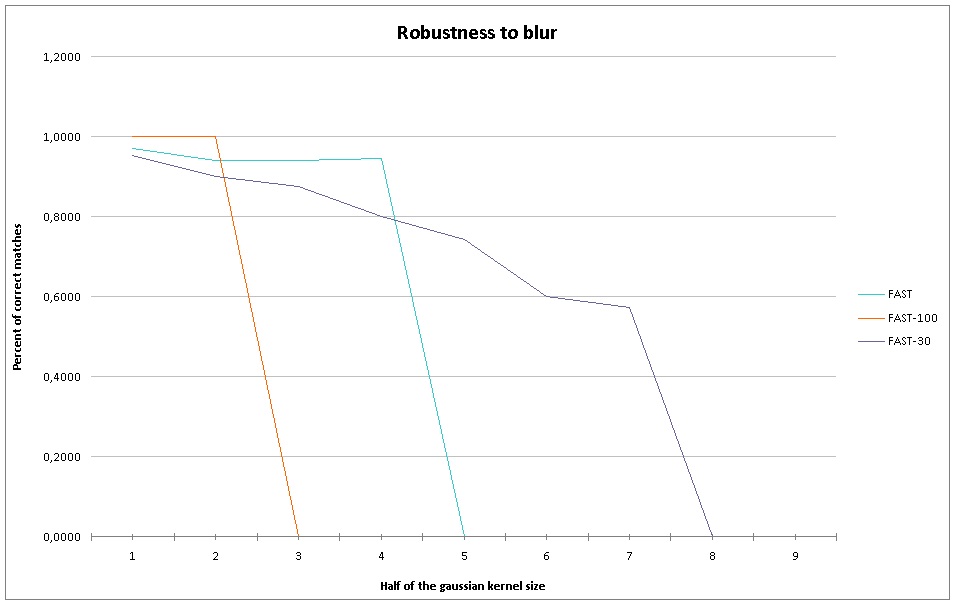 Robustness to blur
1,2000
1,0000
0,8000
0,6000
0,4000
0,2000
0,0000
Percent of correct matches
1 2 3 4 5 6 7 8 9
Half of the gaussian kernel size
FAST
FAST-100
FAST-30